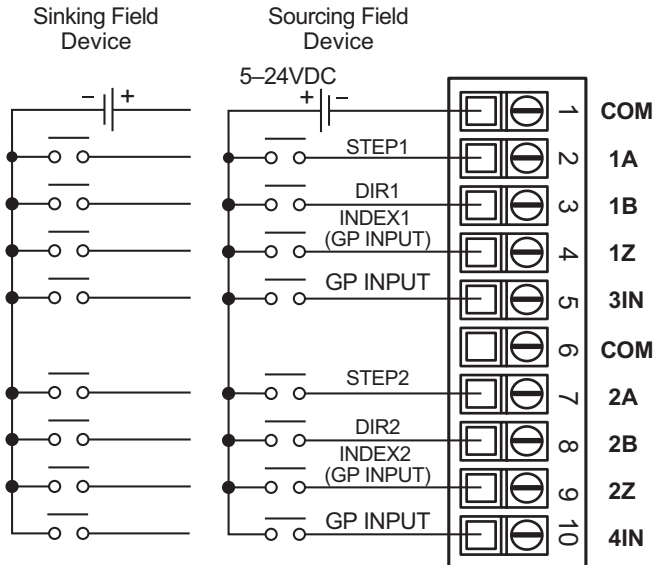 Sinking Field
Device
Sourcing Field
Device
5–24VDC
− +
+ −
1 COM
STEP1 2 1A
DIR1 3 1B
INDEX1
(GP INPUT) 4 1Z
GP INPUT 5 3IN
6 COM
STEP2 7 2A
DIR2 8 2B
INDEX2
(GP INPUT) 9 2Z
GP INPUT 10 4IN